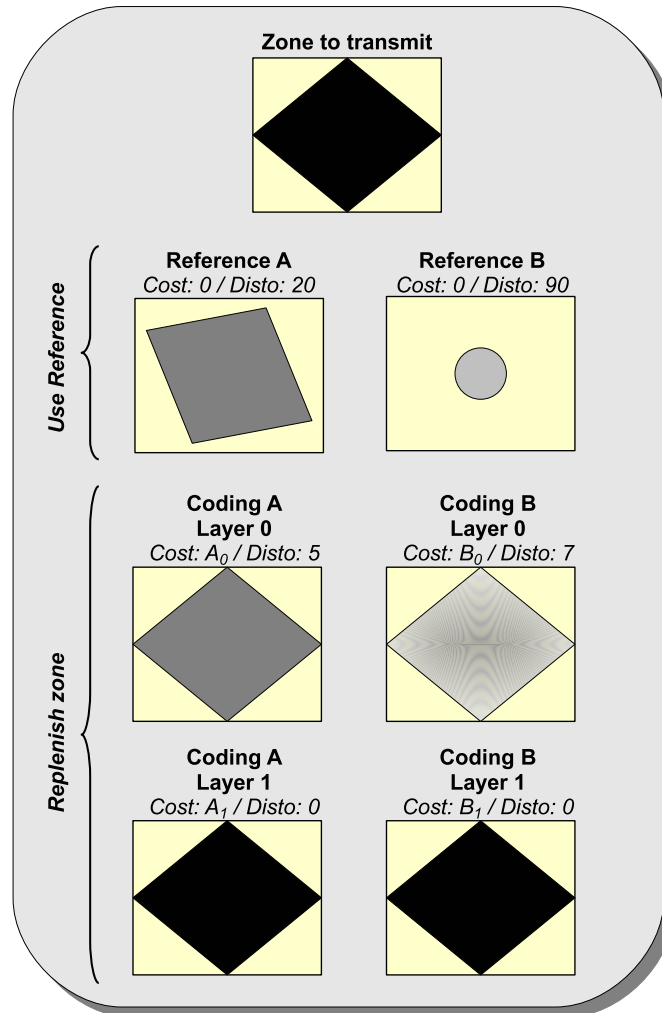 Zone to transmit
Use Reference
Reference A
Cost: 0 / Disto: 20
Reference B
Cost: 0 / Disto: 90
Replenish zone
Coding A
Layer 0
Cost: A0 / Disto: 5
Coding B
Layer 0
Cost: B0 / Disto: 7
Coding A
Layer 1
Cost: A1 / Disto: 0
Coding B
Layer 1
Cost: B1 / Disto: 0